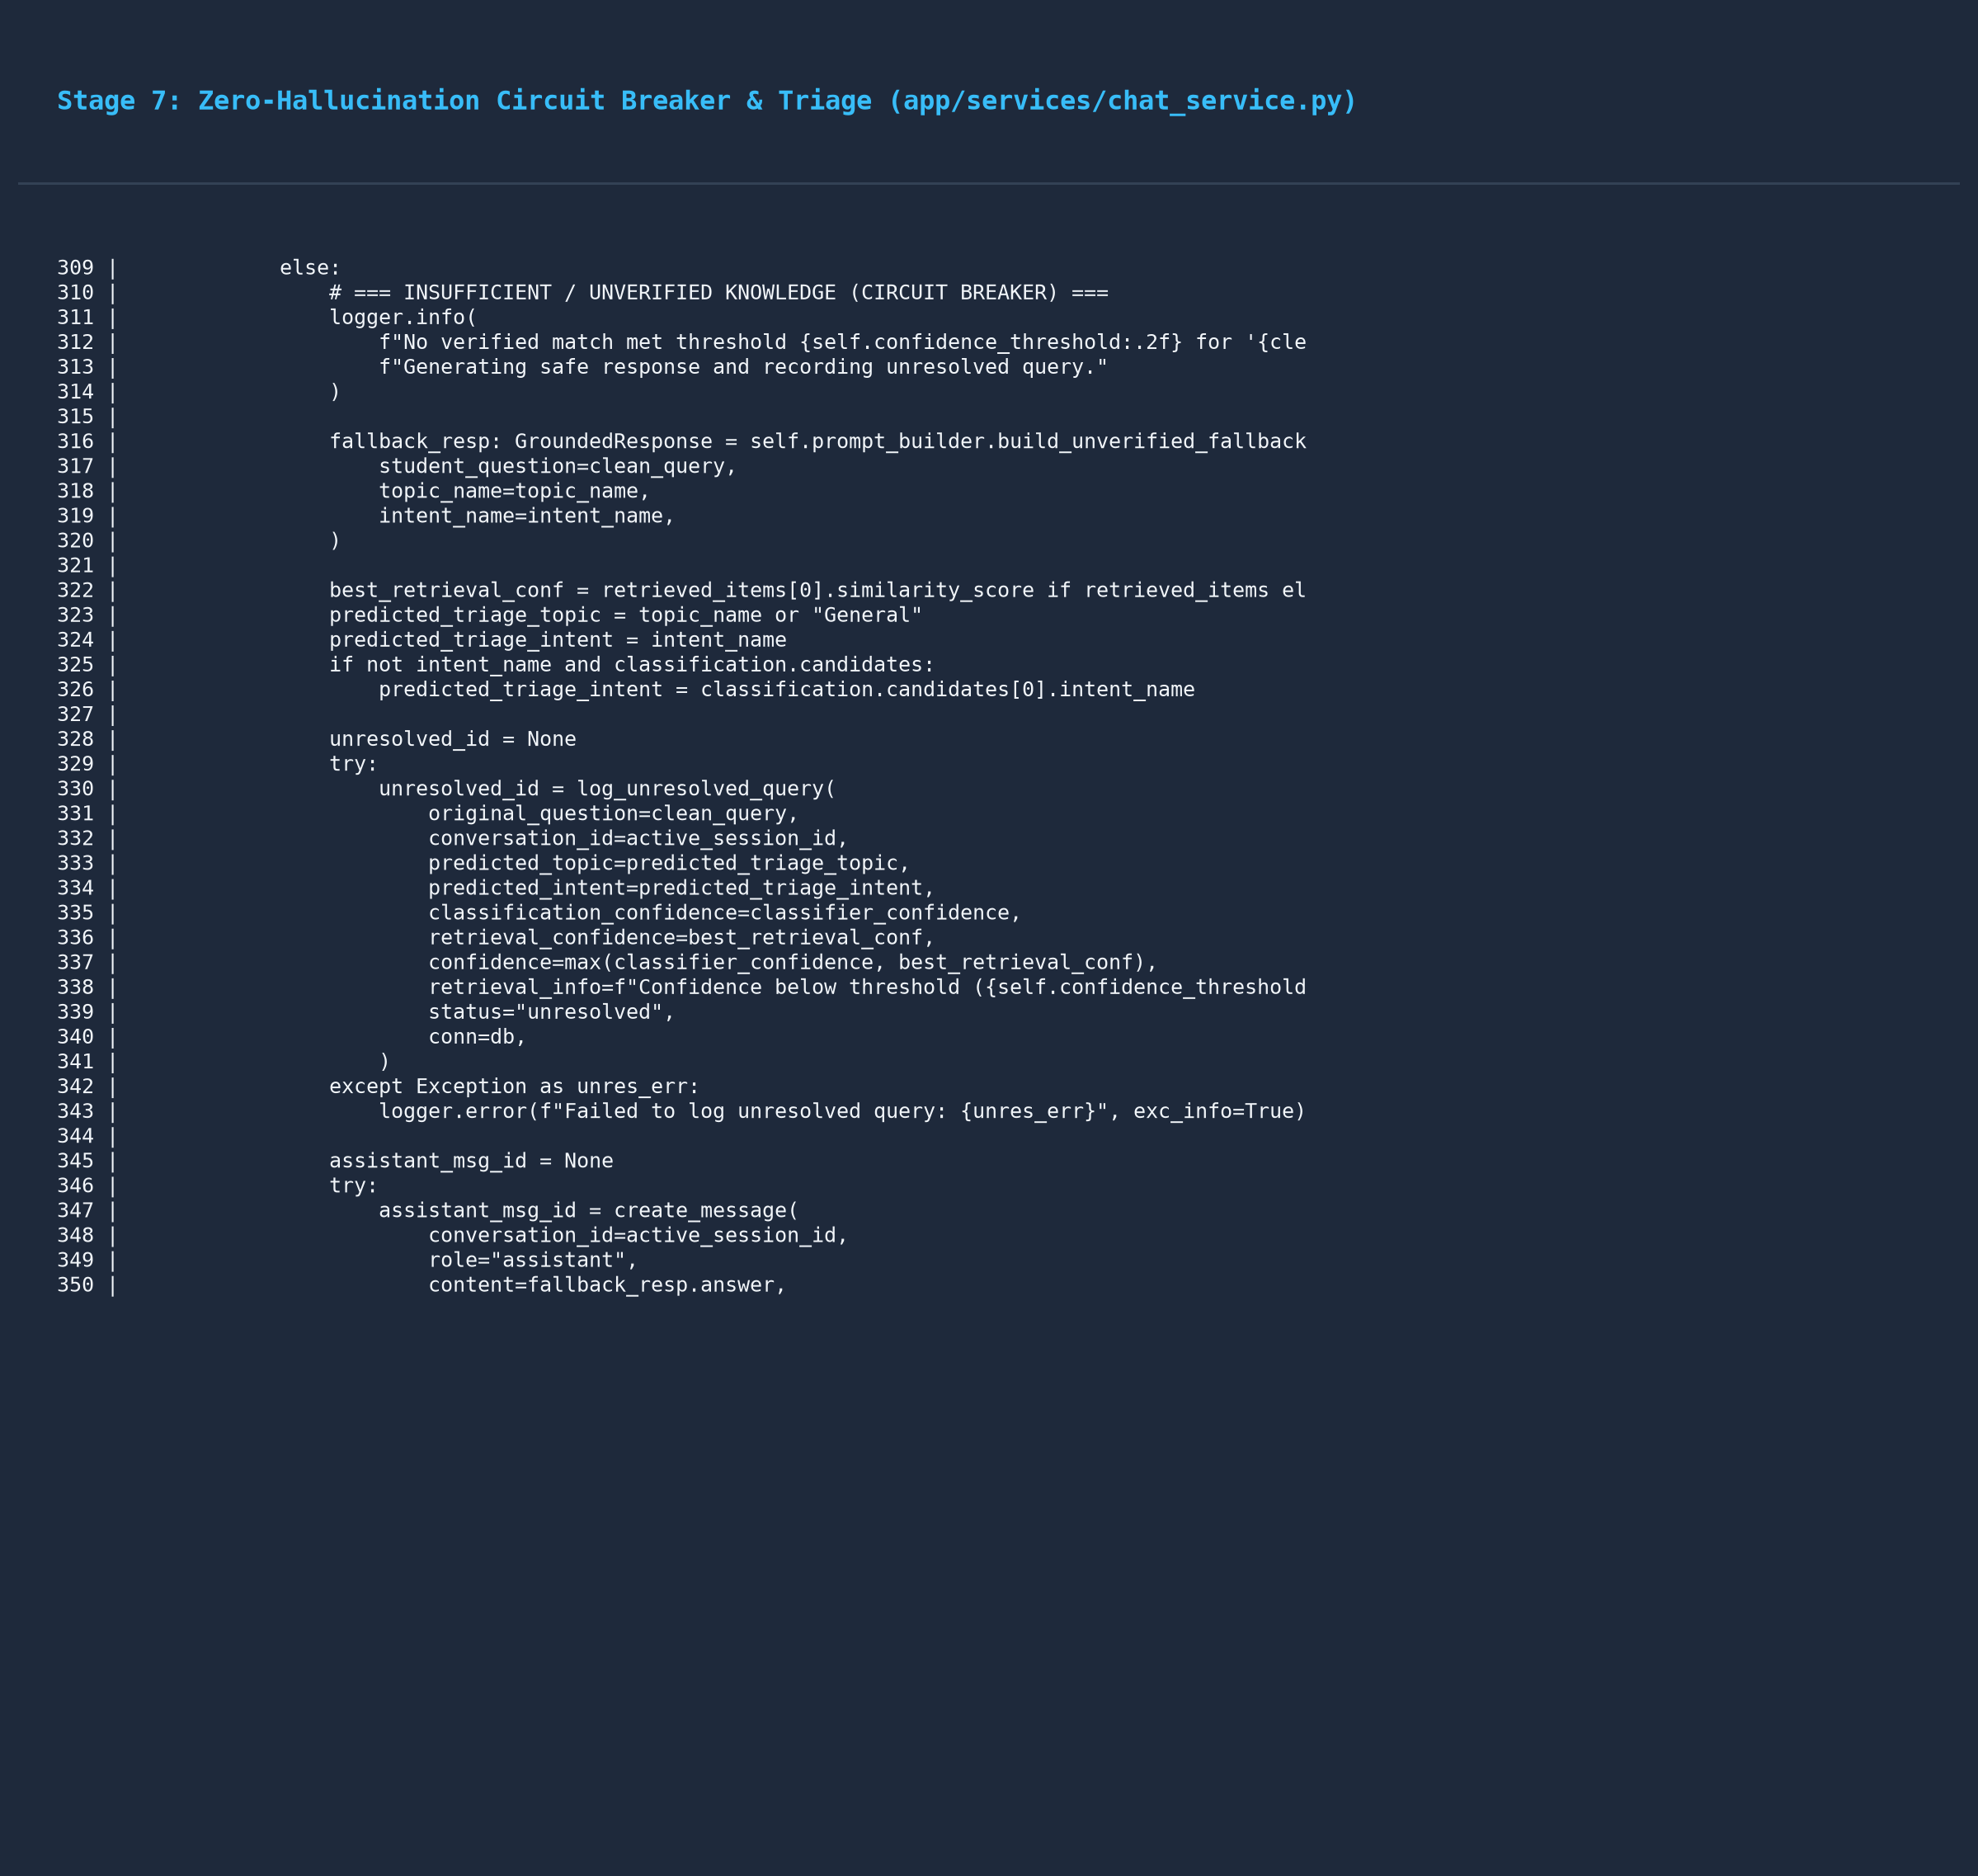 Stage 7: Zero-Hallucination Circuit Breaker & Triage (app/services/chat_service.py)
309 |             else:
310 |                 # === INSUFFICIENT / UNVERIFIED KNOWLEDGE (CIRCUIT BREAKER) ===
311 |                 logger.info(
312 |                     f"No verified match met threshold {self.confidence_threshold:.2f} for '{cle
313 |                     f"Generating safe response and recording unresolved query."
314 |                 )
315 |
316 |                 fallback_resp: GroundedResponse = self.prompt_builder.build_unverified_fallback
317 |                     student_question=clean_query,
318 |                     topic_name=topic_name,
319 |                     intent_name=intent_name,
320 |                 )
321 |
322 |                 best_retrieval_conf = retrieved_items[0].similarity_score if retrieved_items el
323 |                 predicted_triage_topic = topic_name or "General"
324 |                 predicted_triage_intent = intent_name
325 |                 if not intent_name and classification.candidates:
326 |                     predicted_triage_intent = classification.candidates[0].intent_name
327 |
328 |                 unresolved_id = None
329 |                 try:
330 |                     unresolved_id = log_unresolved_query(
331 |                         original_question=clean_query,
332 |                         conversation_id=active_session_id,
333 |                         predicted_topic=predicted_triage_topic,
334 |                         predicted_intent=predicted_triage_intent,
335 |                         classification_confidence=classifier_confidence,
336 |                         retrieval_confidence=best_retrieval_conf,
337 |                         confidence=max(classifier_confidence, best_retrieval_conf),
338 |                         retrieval_info=f"Confidence below threshold ({self.confidence_threshold
339 |                         status="unresolved",
340 |                         conn=db,
341 |                     )
342 |                 except Exception as unres_err:
343 |                     logger.error(f"Failed to log unresolved query: {unres_err}", exc_info=True)
344 |
345 |                 assistant_msg_id = None
346 |                 try:
347 |                     assistant_msg_id = create_message(
348 |                         conversation_id=active_session_id,
349 |                         role="assistant",
350 |                         content=fallback_resp.answer,